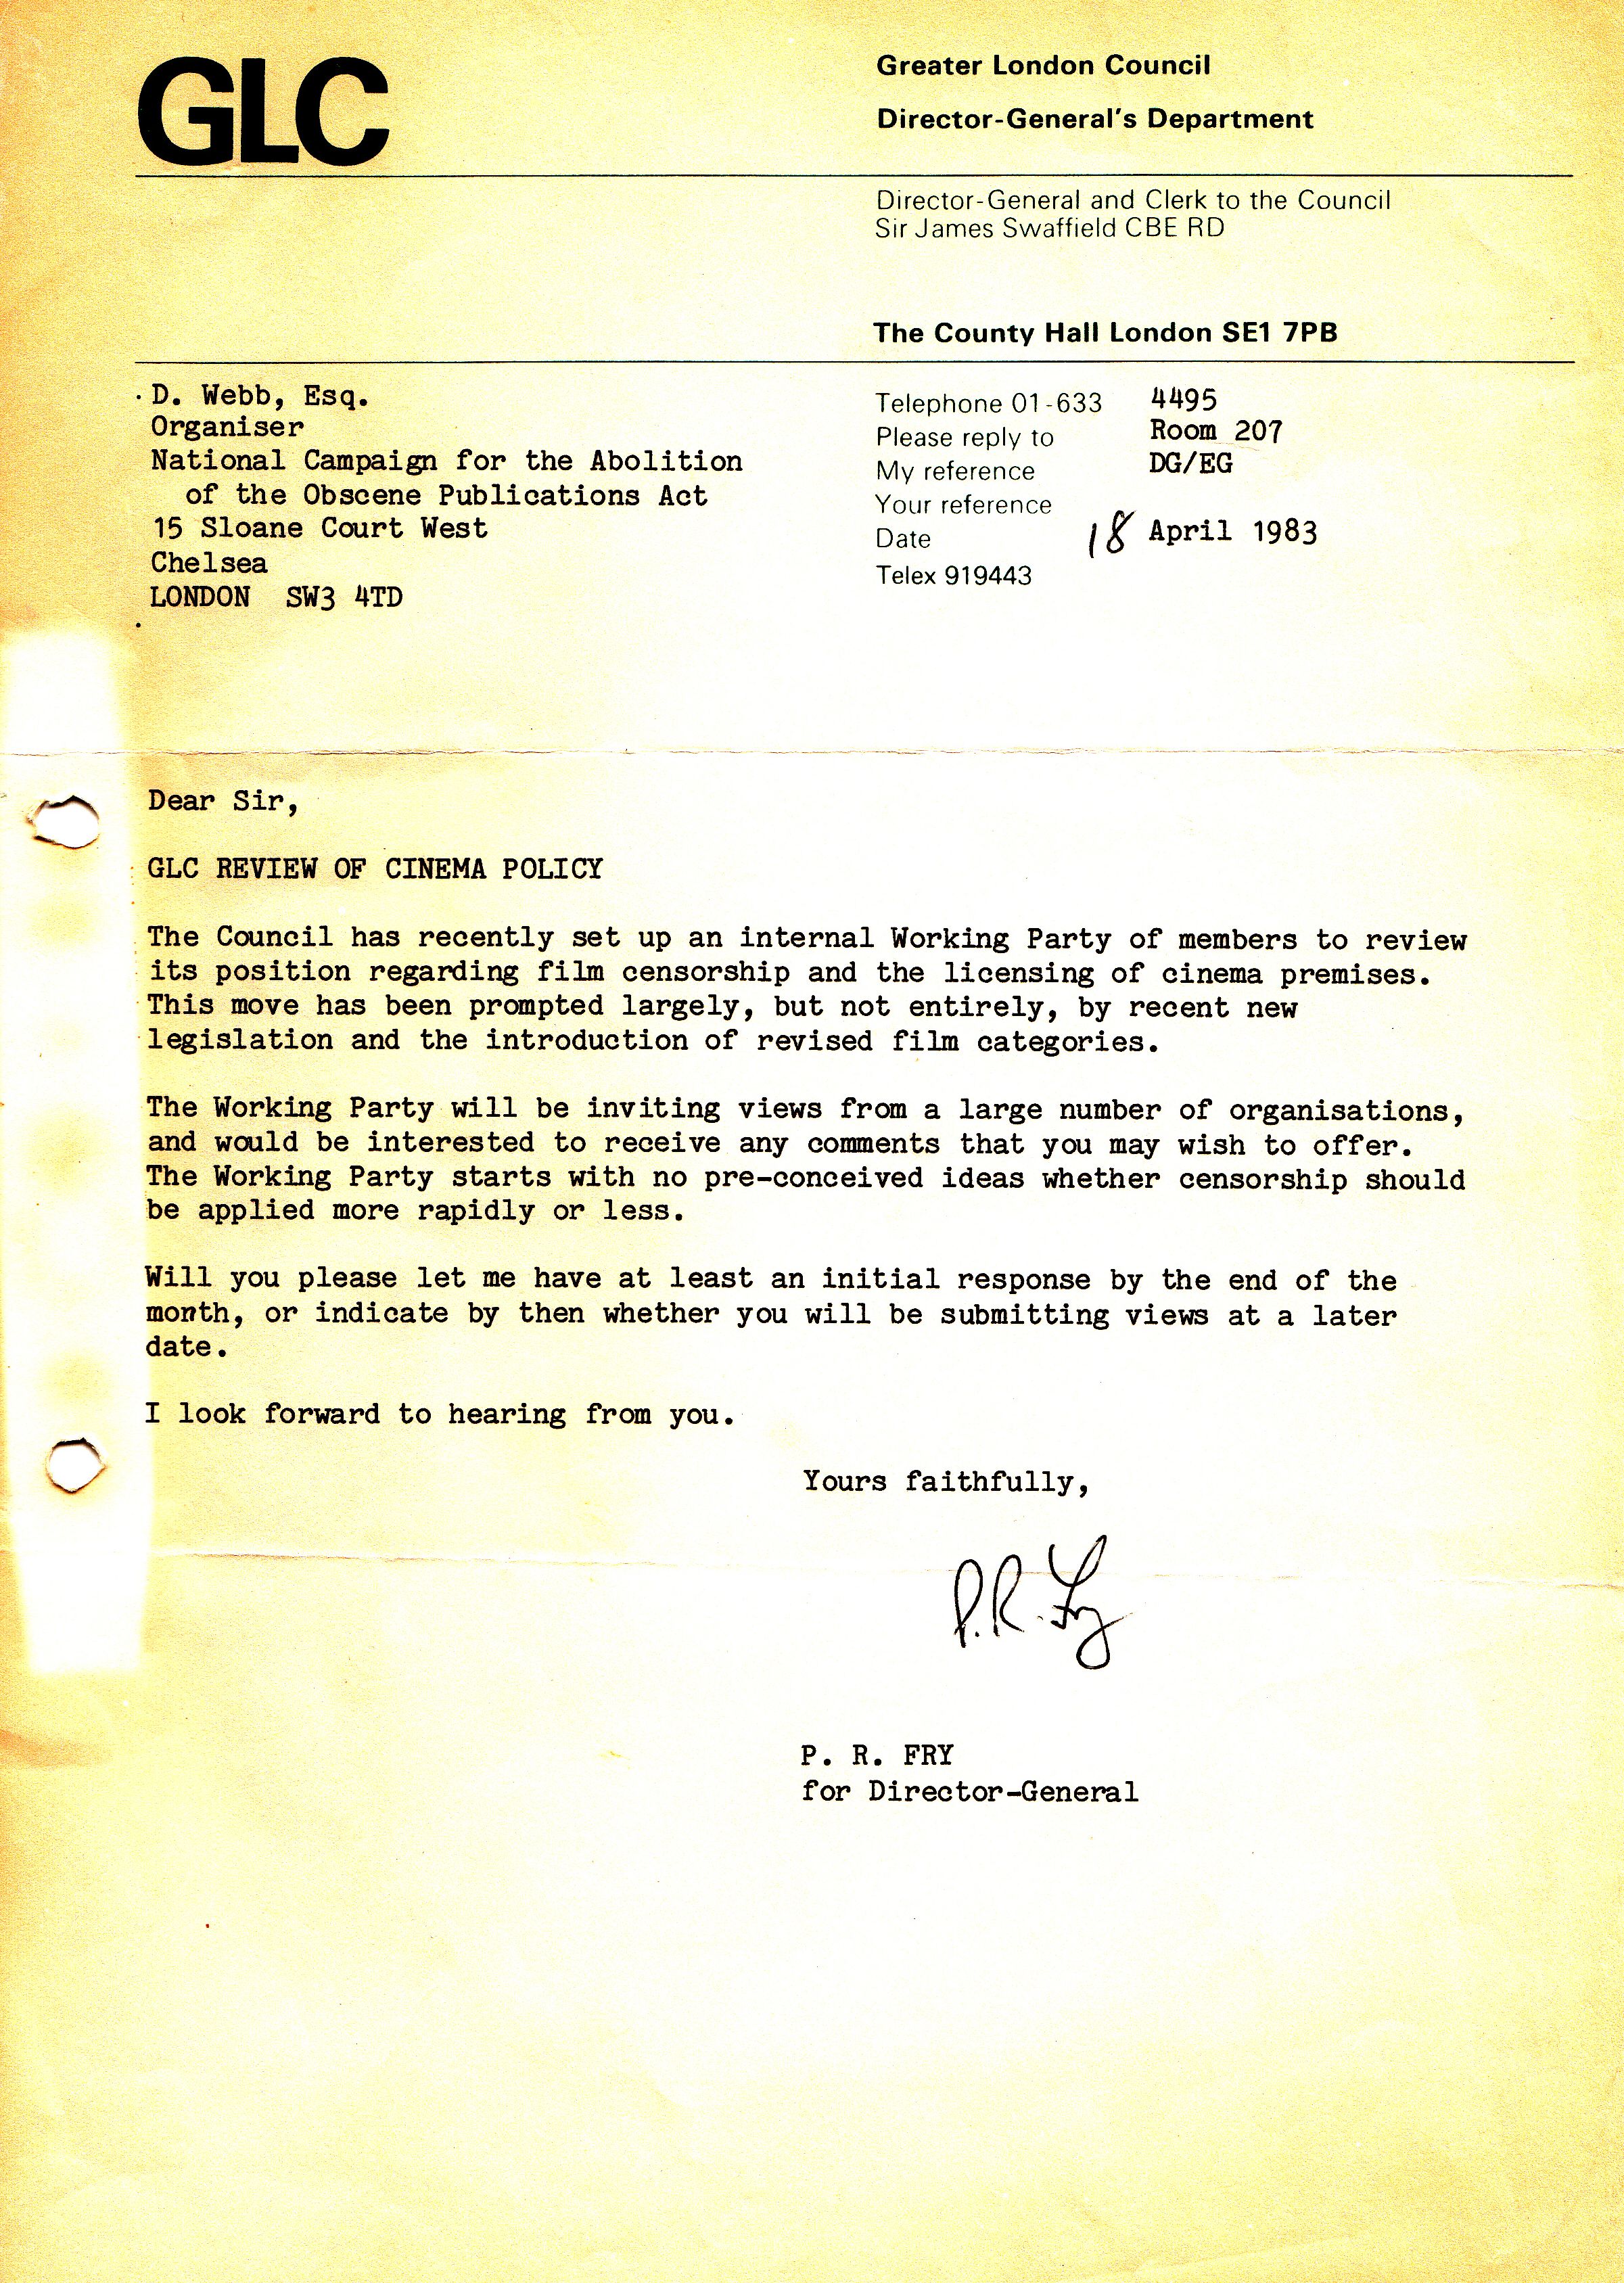 GLC
Greater London Council
Director-General's Department
Director-General and Clerk to the Council
Sir James Swaffield CBE RD
The County Hall London SE1 7PB
D. Webb, Esq.
Organiser
National Campaign for the Abolition
of the Obscene Publications Act
15 Sloane Court West
Chelsea
LONDON SW3 4TD
Telephone 01-633 4495
Please reply to Room 207
My reference DG/EG
Your reference
Date 18 April 1983
Telex 919443
Dear Sir,
GLC REVIEW OF CINEMA POLICY
The Council has recently set up an internal Working Party of members to review
its position regarding film censorship and the licensing of cinema premises.
This move has been prompted largely, but not entirely, by recent new
legislation and the introduction of revised film categories.
The Working Party will be inviting views from a large number of organisations,
and would be interested to receive any comments that you may wish to offer.
The Working Party starts with no pre-conceived ideas whether censorship should
be applied more rapidly or less.
Will you please let me have at least an initial response by the end of the
month, or indicate by then whether you will be submitting views at a later
date.
I look forward to hearing from you.
Yours faithfully,
P.R. Fry
P. R. FRY
for Director-General